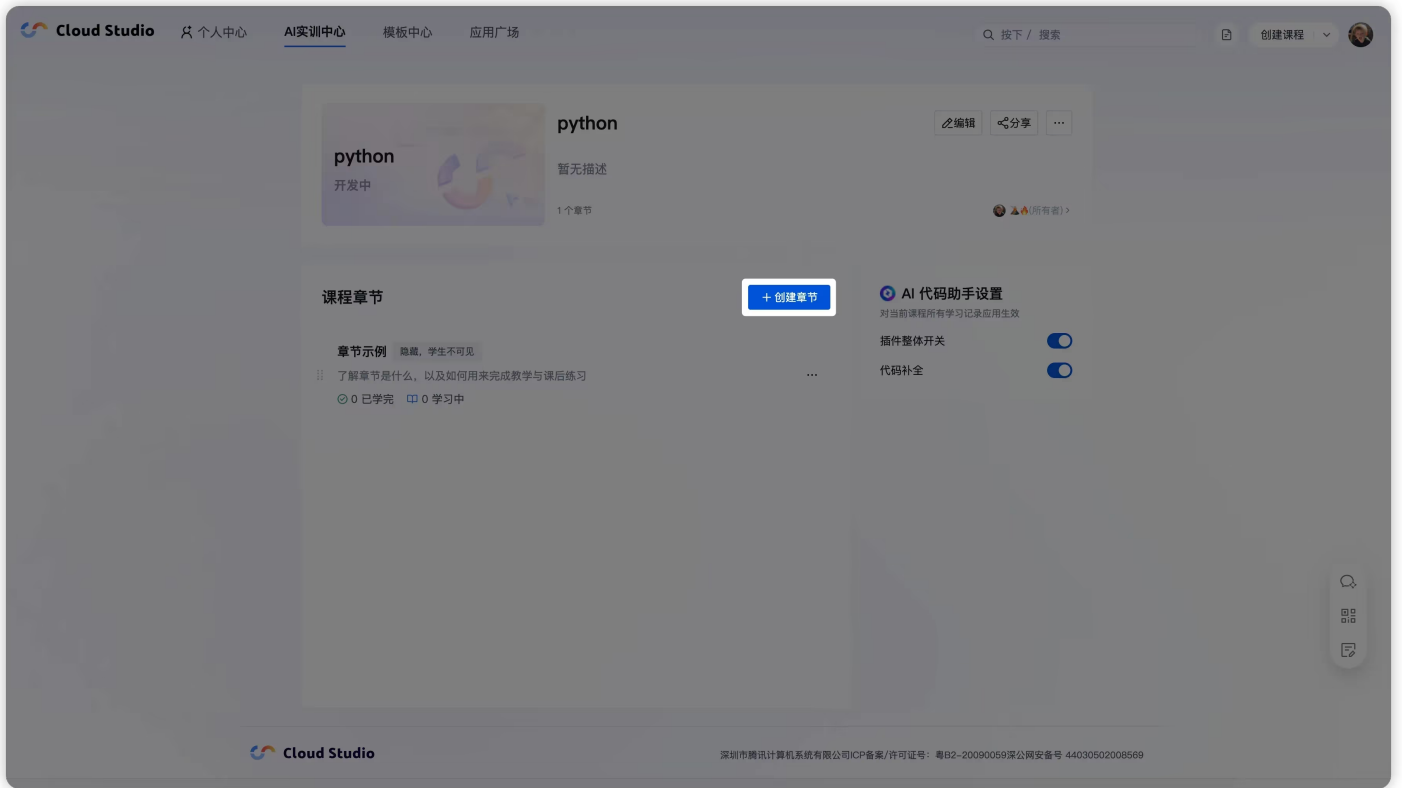 Cloud Studio 个人中心 AI实训中心 模板中心 应用广场 按下 / 搜索 创建课程
python
开发中
python
暂无描述
1 个章节
编辑 分享 ···
(所有者) >
课程章节
+ 创建章节
章节示例 隐藏，学生不可见
了解章节是什么，以及如何用来完成教学与课后练习
···
0 已学完 0 学习中
AI 代码助手设置
对当前课程所有学习记录应用生效
插件整体开关
代码补全
Cloud Studio
深圳市腾讯计算机系统有限公司ICP备案/许可证号：粤B2-20090059深公网安备号 44030502008569